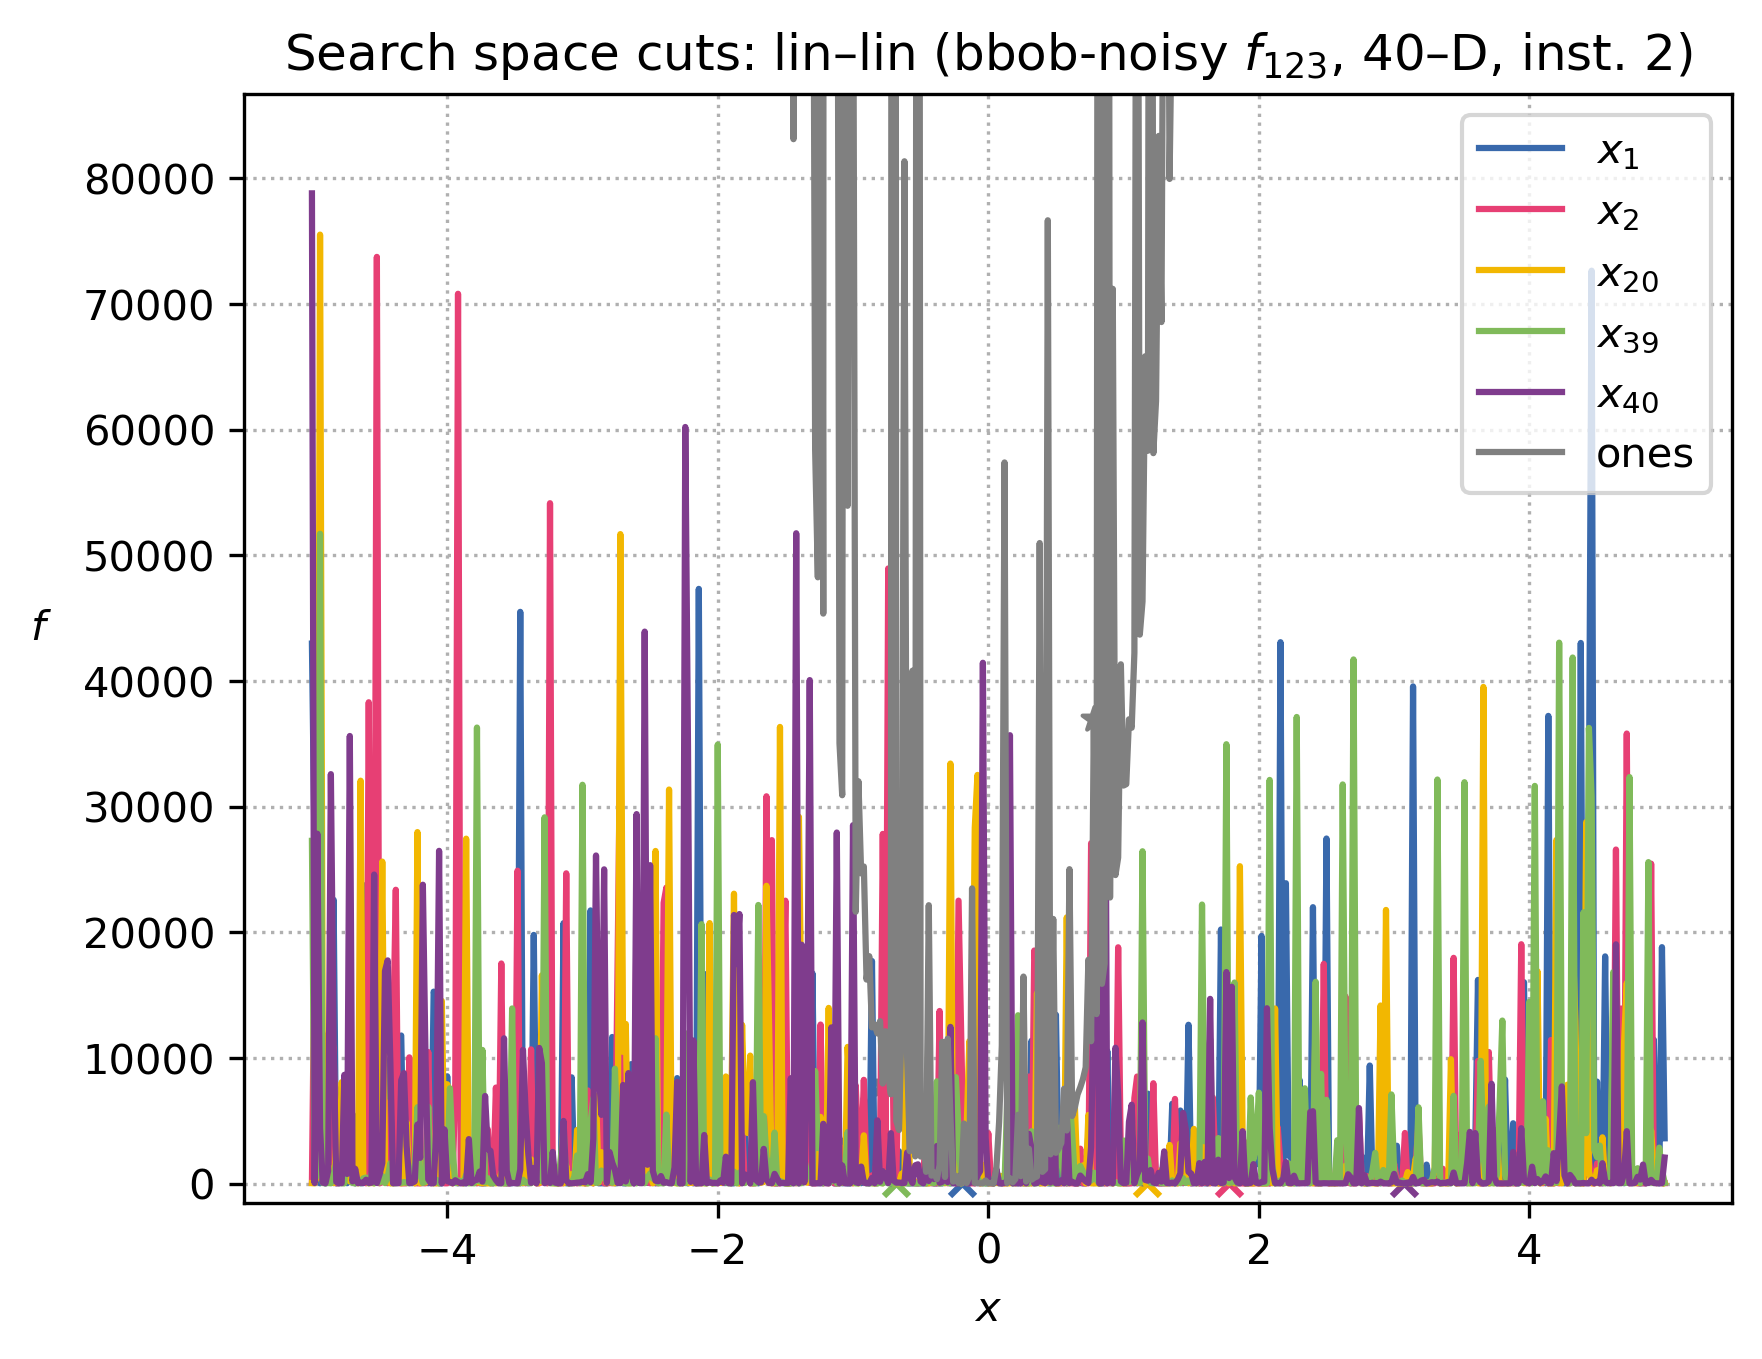 Search space cuts: lin–lin (bbob-noisy f₁₂₃, 40–D, inst. 2)
80000
70000
60000
50000
40000
30000
20000
10000
0
f
x₁
x₂
x₂₀
x₃₉
x₄₀
ones
−4
−2
0
2
4
x